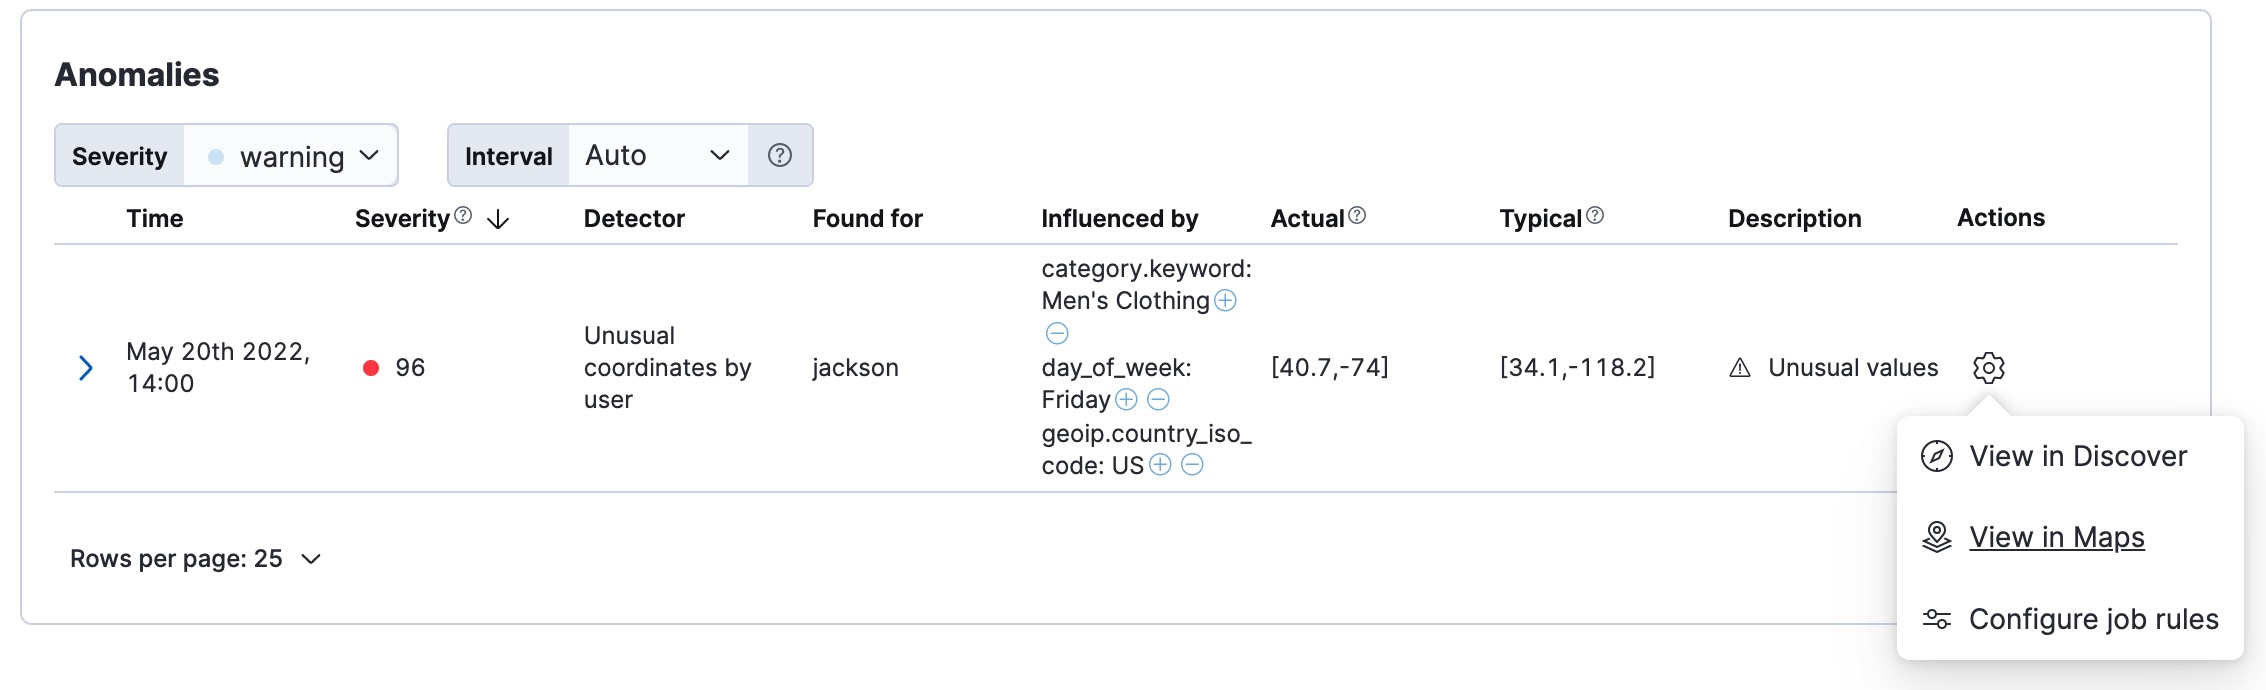 Anomalies
Severity warning Interval Auto
Time Severity Detector Found for Influenced by Actual Typical Description Actions
category.keyword:
Men's Clothing
May 20th 2022,
14:00
96
Unusual
coordinates by
user
jackson
day_of_week:
Friday
geoip.country_iso_
code: US
[40.7,-74]
[34.1,-118.2]
Unusual values
View in Discover
View in Maps
Configure job rules
Rows per page: 25